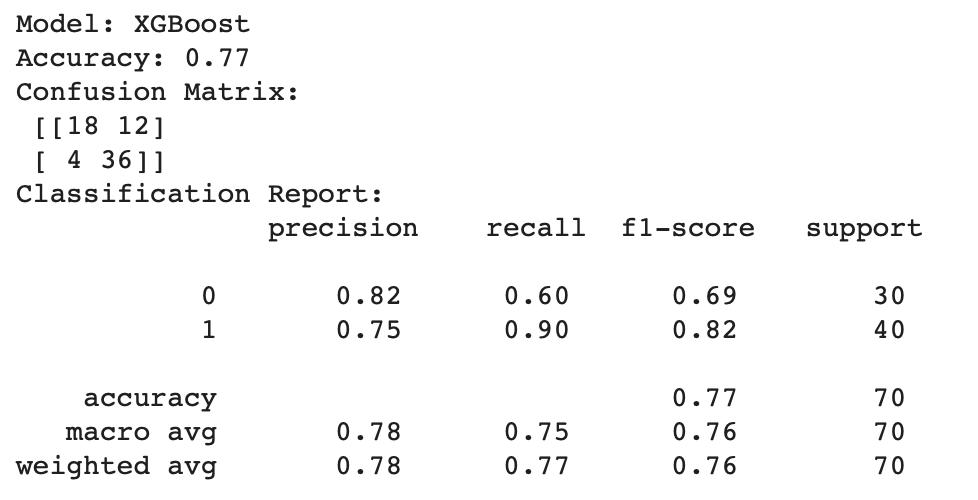 Model: XGBoost
Accuracy: 0.77
Confusion Matrix:
[[18 12]
[ 4 36]]
Classification Report:
precision recall f1-score support
0 0.82 0.60 0.69 30
1 0.75 0.90 0.82 40
accuracy 0.77 70
macro avg 0.78 0.75 0.76 70
weighted avg 0.78 0.77 0.76 70